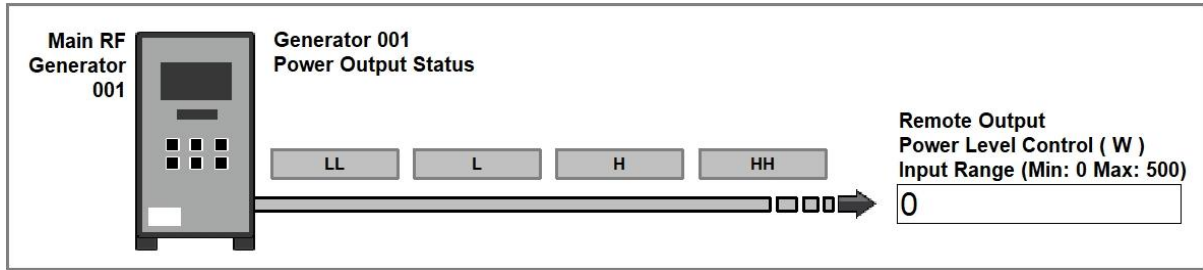 Main RF
Generator
001
Generator 001
Power Output Status
LL
L
H
HH
Remote Output
Power Level Control ( W )
Input Range (Min: 0 Max: 500)
0